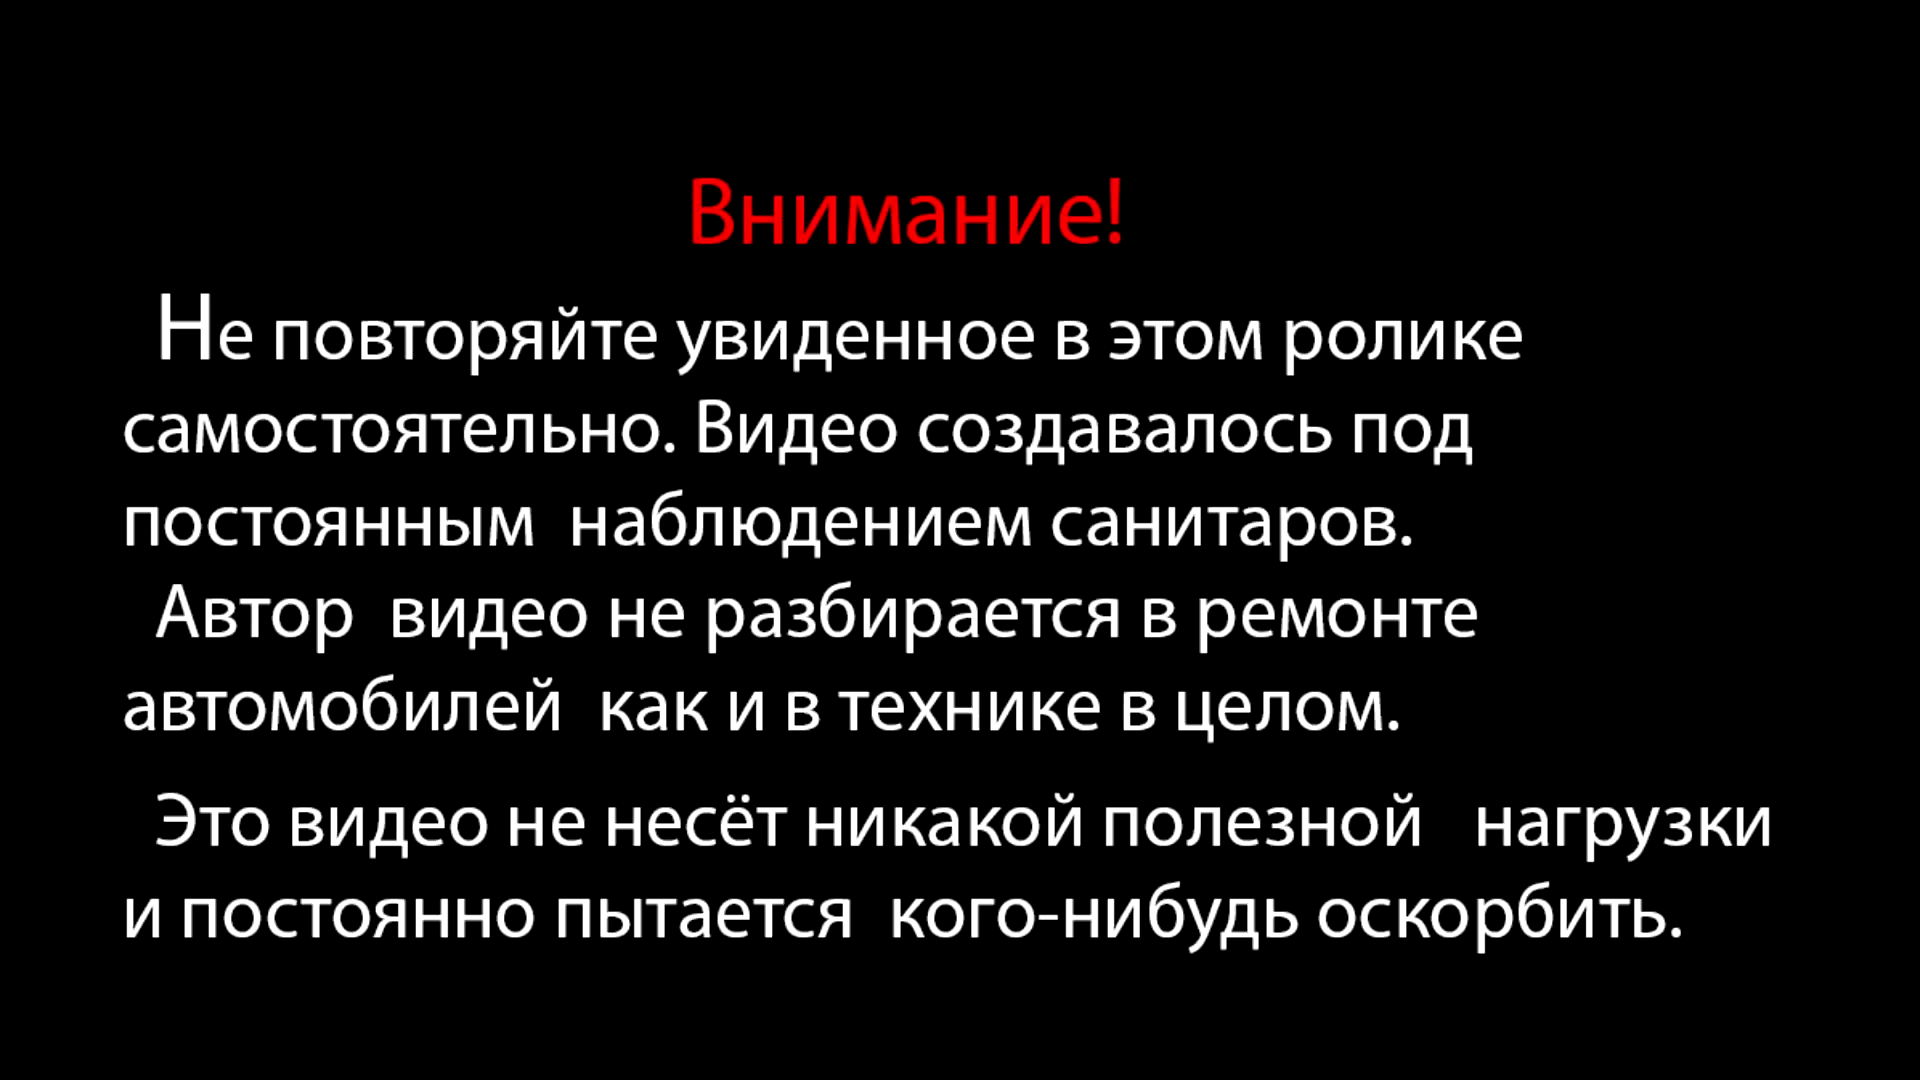 Внимание!
Не повторяйте увиденное в этом ролике
самостоятельно. Видео создавалось под
постоянным наблюдением санитаров.
Автор видео не разбирается в ремонте
автомобилей как и в технике в целом.
Это видео не несёт никакой полезной нагрузки
и постоянно пытается кого-нибудь оскорбить.